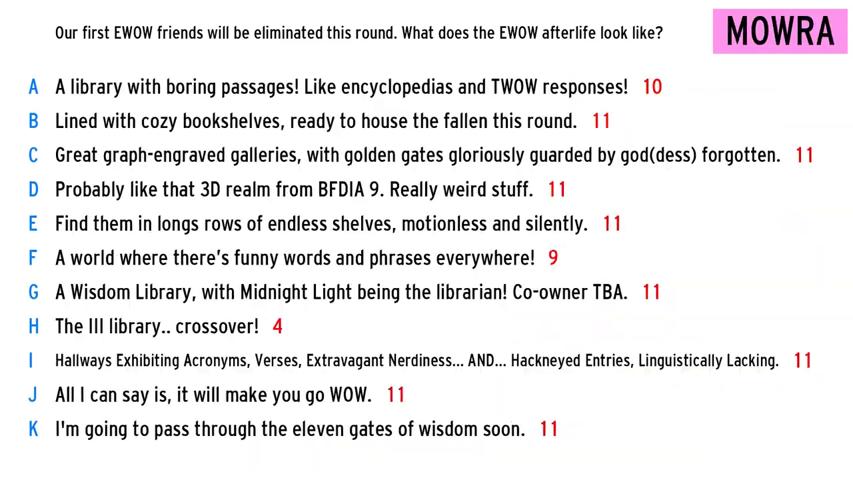 Our first EWOW friends will be eliminated this round. What does the EWOW afterlife look like?
MOWRA
A A library with boring passages! Like encyclopedias and TWOW responses! 10
B Lined with cozy bookshelves, ready to house the fallen this round. 11
C Great graph-engraved galleries, with golden gates gloriously guarded by god(dess) forgotten. 11
D Probably like that 3D realm from BFDIA 9. Really weird stuff. 11
E Find them in longs rows of endless shelves, motionless and silently. 11
F A world where there's funny words and phrases everywhere! 9
G A Wisdom Library, with Midnight Light being the librarian! Co-owner TBA. 11
H The III library.. crossover! 4
I Hallways Exhibiting Acronyms, Verses, Extravagant Nerdiness... AND... Hackneyed Entries, Linguistically Lacking. 11
J All I can say is, it will make you go WOW. 11
K I'm going to pass through the eleven gates of wisdom soon. 11